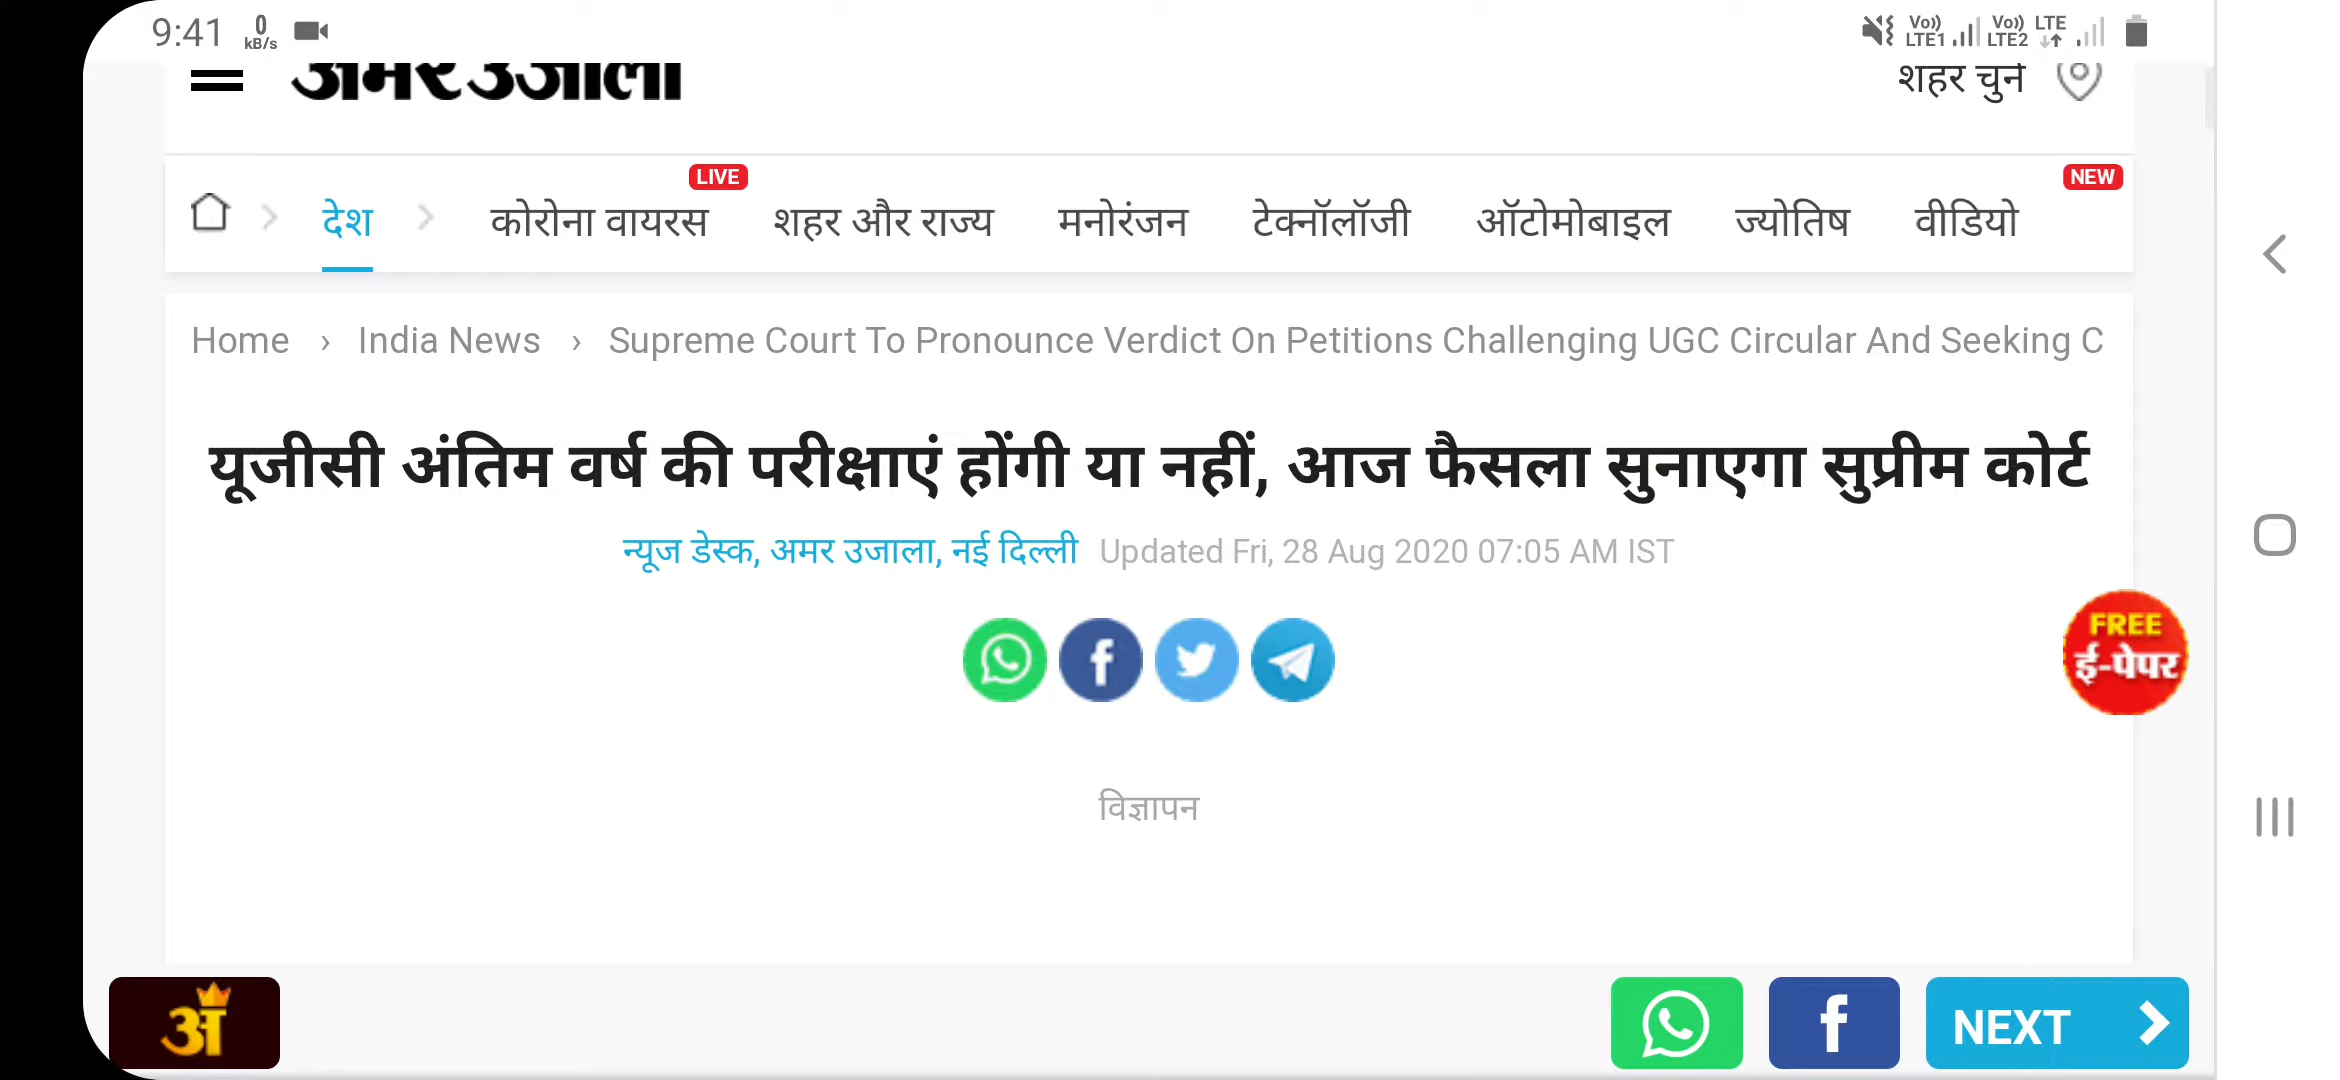 9:41 0 kB/s Vo)) LTE1 Vo)) LTE2 LTE
अमर उजाला शहर चुनें
LIVE NEW
देश कोरोना वायरस शहर और राज्य मनोरंजन टेक्नॉलॉजी ऑटोमोबाइल ज्योतिष वीडियो
Home › India News › Supreme Court To Pronounce Verdict On Petitions Challenging UGC Circular And Seeking C
यूजीसी अंतिम वर्ष की परीक्षाएं होंगी या नहीं, आज फैसला सुनाएगा सुप्रीम कोर्ट
न्यूज डेस्क, अमर उजाला, नई दिल्ली Updated Fri, 28 Aug 2020 07:05 AM IST
FREE
ई-पेपर
विज्ञापन
अ
NEXT